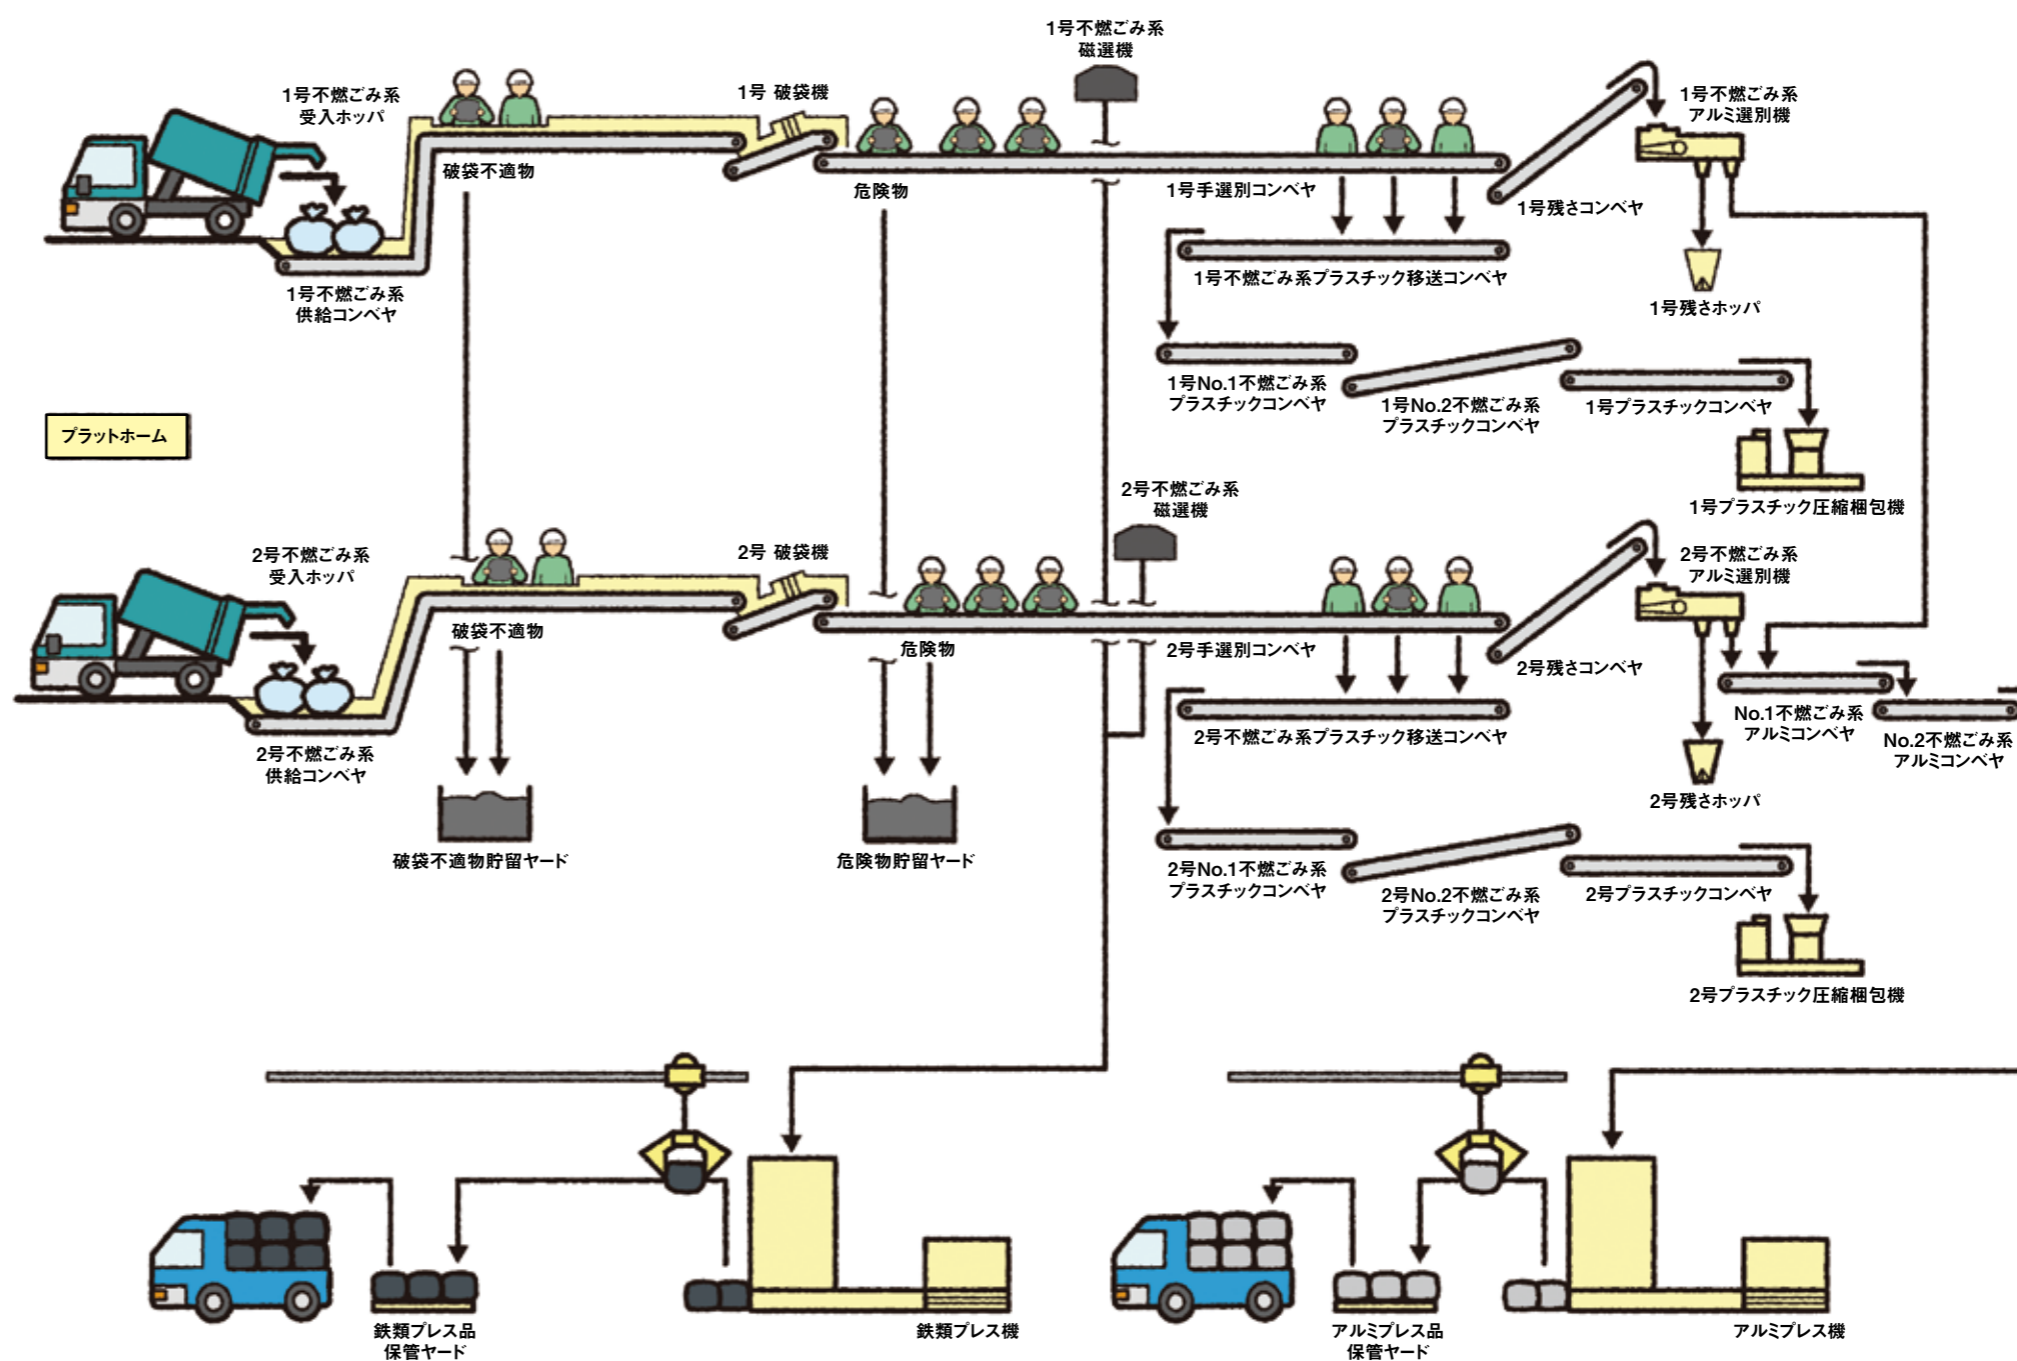 1号不燃ごみ系
磁選機
1号不燃ごみ系
受入ホッパ
1号 破袋機
1号不燃ごみ系
アルミ選別機
破袋不適物
危険物
1号手選別コンベヤ
1号残さコンベヤ
1号不燃ごみ系
供給コンベヤ
1号不燃ごみ系プラスチック移送コンベヤ
1号残さホッパ
1号No.1不燃ごみ系
プラスチックコンベヤ
1号No.2不燃ごみ系
プラスチックコンベヤ
1号プラスチックコンベヤ
プラットホーム
1号プラスチック圧縮梱包機
2号不燃ごみ系
磁選機
2号不燃ごみ系
受入ホッパ
2号 破袋機
2号不燃ごみ系
アルミ選別機
破袋不適物
危険物
2号手選別コンベヤ
2号残さコンベヤ
2号不燃ごみ系
供給コンベヤ
2号不燃ごみ系プラスチック移送コンベヤ
No.1不燃ごみ系
アルミコンベヤ
No.2不燃ごみ系
アルミコンベヤ
2号残さホッパ
破袋不適物貯留ヤード
危険物貯留ヤード
2号No.1不燃ごみ系
プラスチックコンベヤ
2号No.2不燃ごみ系
プラスチックコンベヤ
2号プラスチックコンベヤ
2号プラスチック圧縮梱包機
鉄類プレス品
保管ヤード
鉄類プレス機
アルミプレス品
保管ヤード
アルミプレス機